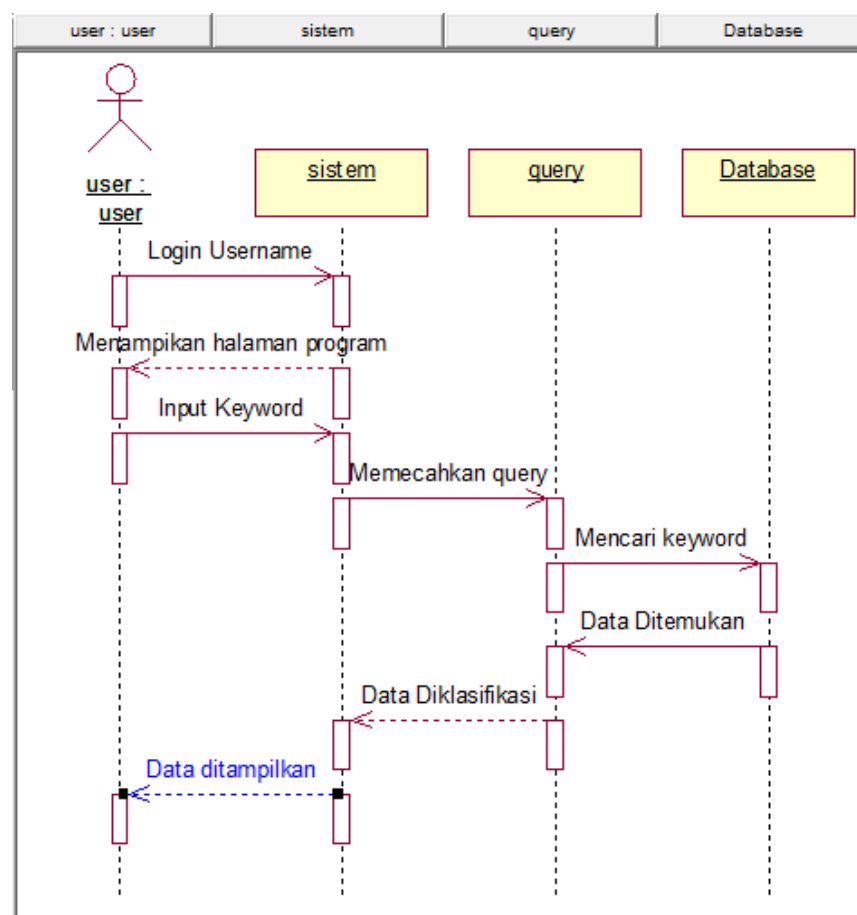 user : user
sistem
query
Database
user :
user
sistem
query
Database
Login Username
Menampikan halaman program
Input Keyword
Memecahkan query
Mencari keyword
Data Ditemukan
Data Diklasifikasi
Data ditampilkan